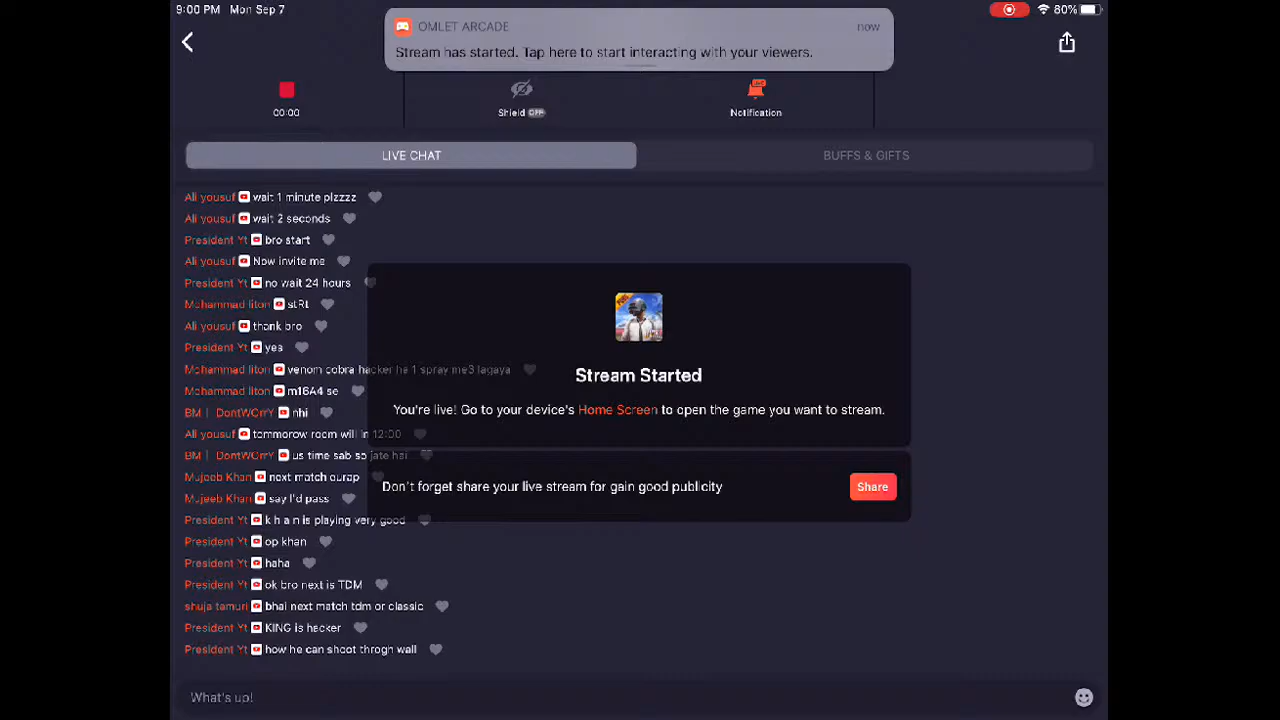 9:00 PM Mon Sep 7
80%
OMLET ARCADE
now
Stream has started. Tap here to start interacting with your viewers.
00:00
Shield OFF
LIVE
Notification
LIVE CHAT
BUFFS & GIFTS
Ali yousuf wait 1 minute plzzzz
Ali yousuf wait 2 seconds
President Yt bro start
Ali yousuf Now invite me
President Yt no wait 24 hours
Mohammad liton stRt
Ali yousuf thank bro
President Yt yes
Mohammad liton venom cobra hacker ha 1 spray me3 lagaya
Mohammad liton m16A4 se
BM | DontWOrrY nhi
Ali yousuf tommorow room will in 12:00
BM | DontWOrrY us time sab so jate hai
Mujeeb Khan next match ourap
Mujeeb Khan say I'd pass
President Yt k h a n is playing very good
President Yt op khan
President Yt haha
President Yt ok bro next is TDM
shuja temuri bhai next match tdm or classic
President Yt KING is hacker
President Yt how he can shoot throgh wall
Stream Started
You're live! Go to your device's Home Screen to open the game you want to stream.
Don't forget share your live stream for gain good publicity
Share
What's up!